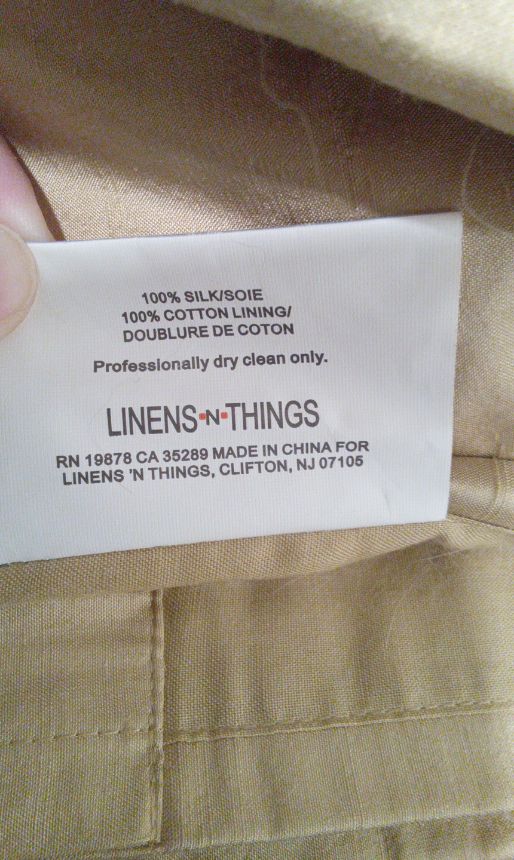 100% SILK/SOIE
100% COTTON LINING/
DOUBLURE DE COTON
Professionally dry clean only.
LINENS•N•THINGS
RN 19878 CA 35289 MADE IN CHINA FOR
LINENS 'N THINGS, CLIFTON, NJ 07105